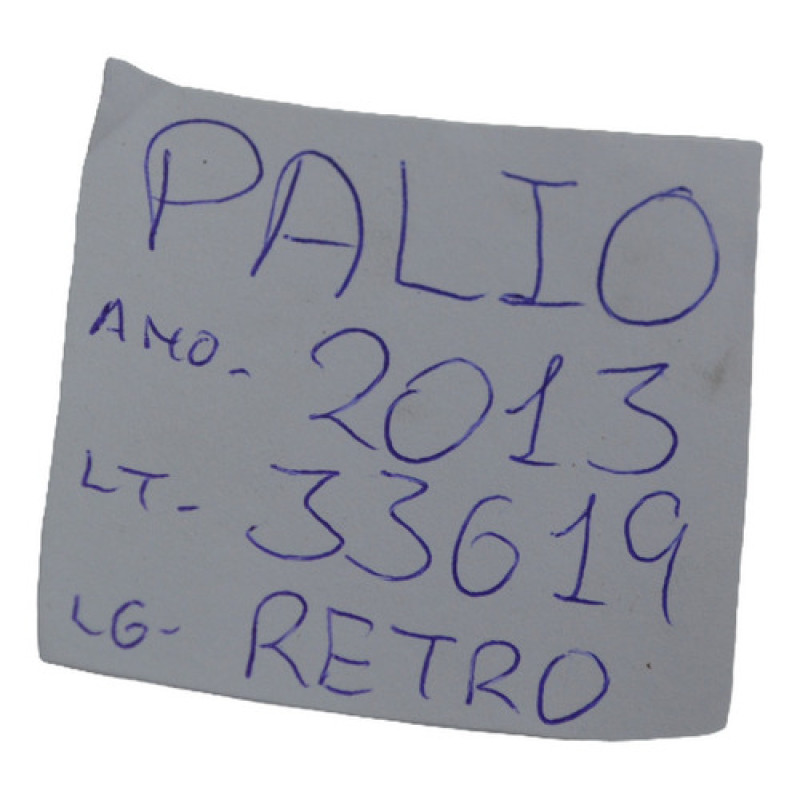 PALIO
ANO- 2013
LT- 33619
LG- RETRO